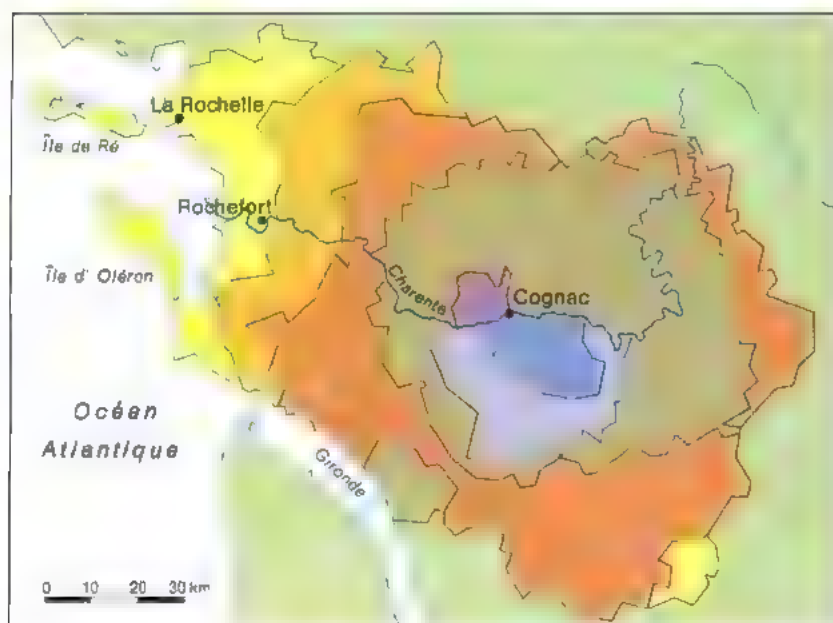 La Rochelle
Île de Ré
Rochefort
Île d' Oléron
Charente
Cognac
Océan
Atlantique
Gironde
0 10 20 30 km